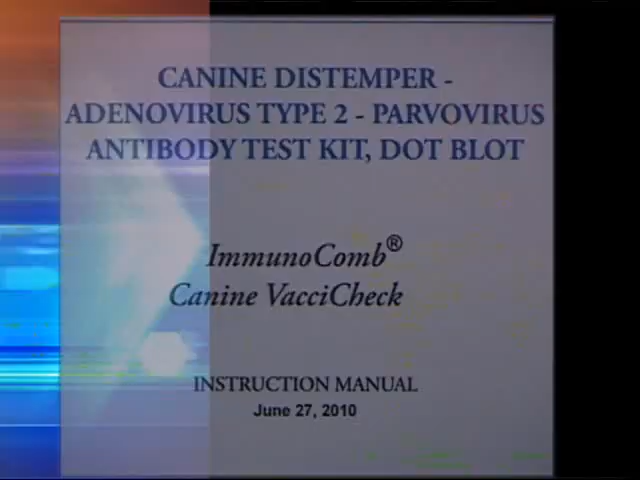 CANINE DISTEMPER -
ADENOVIRUS TYPE 2 - PARVOVIRUS
ANTIBODY TEST KIT, DOT BLOT
ImmunoComb®
Canine VacciCheck
INSTRUCTION MANUAL
June 27, 2010